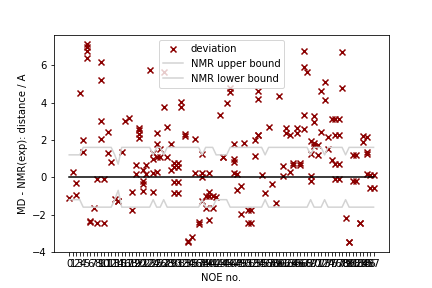 deviation
NMR upper bound
NMR lower bound
6
4
2
0
−2
−4
MD - NMR(exp): distance / A
NOE no.